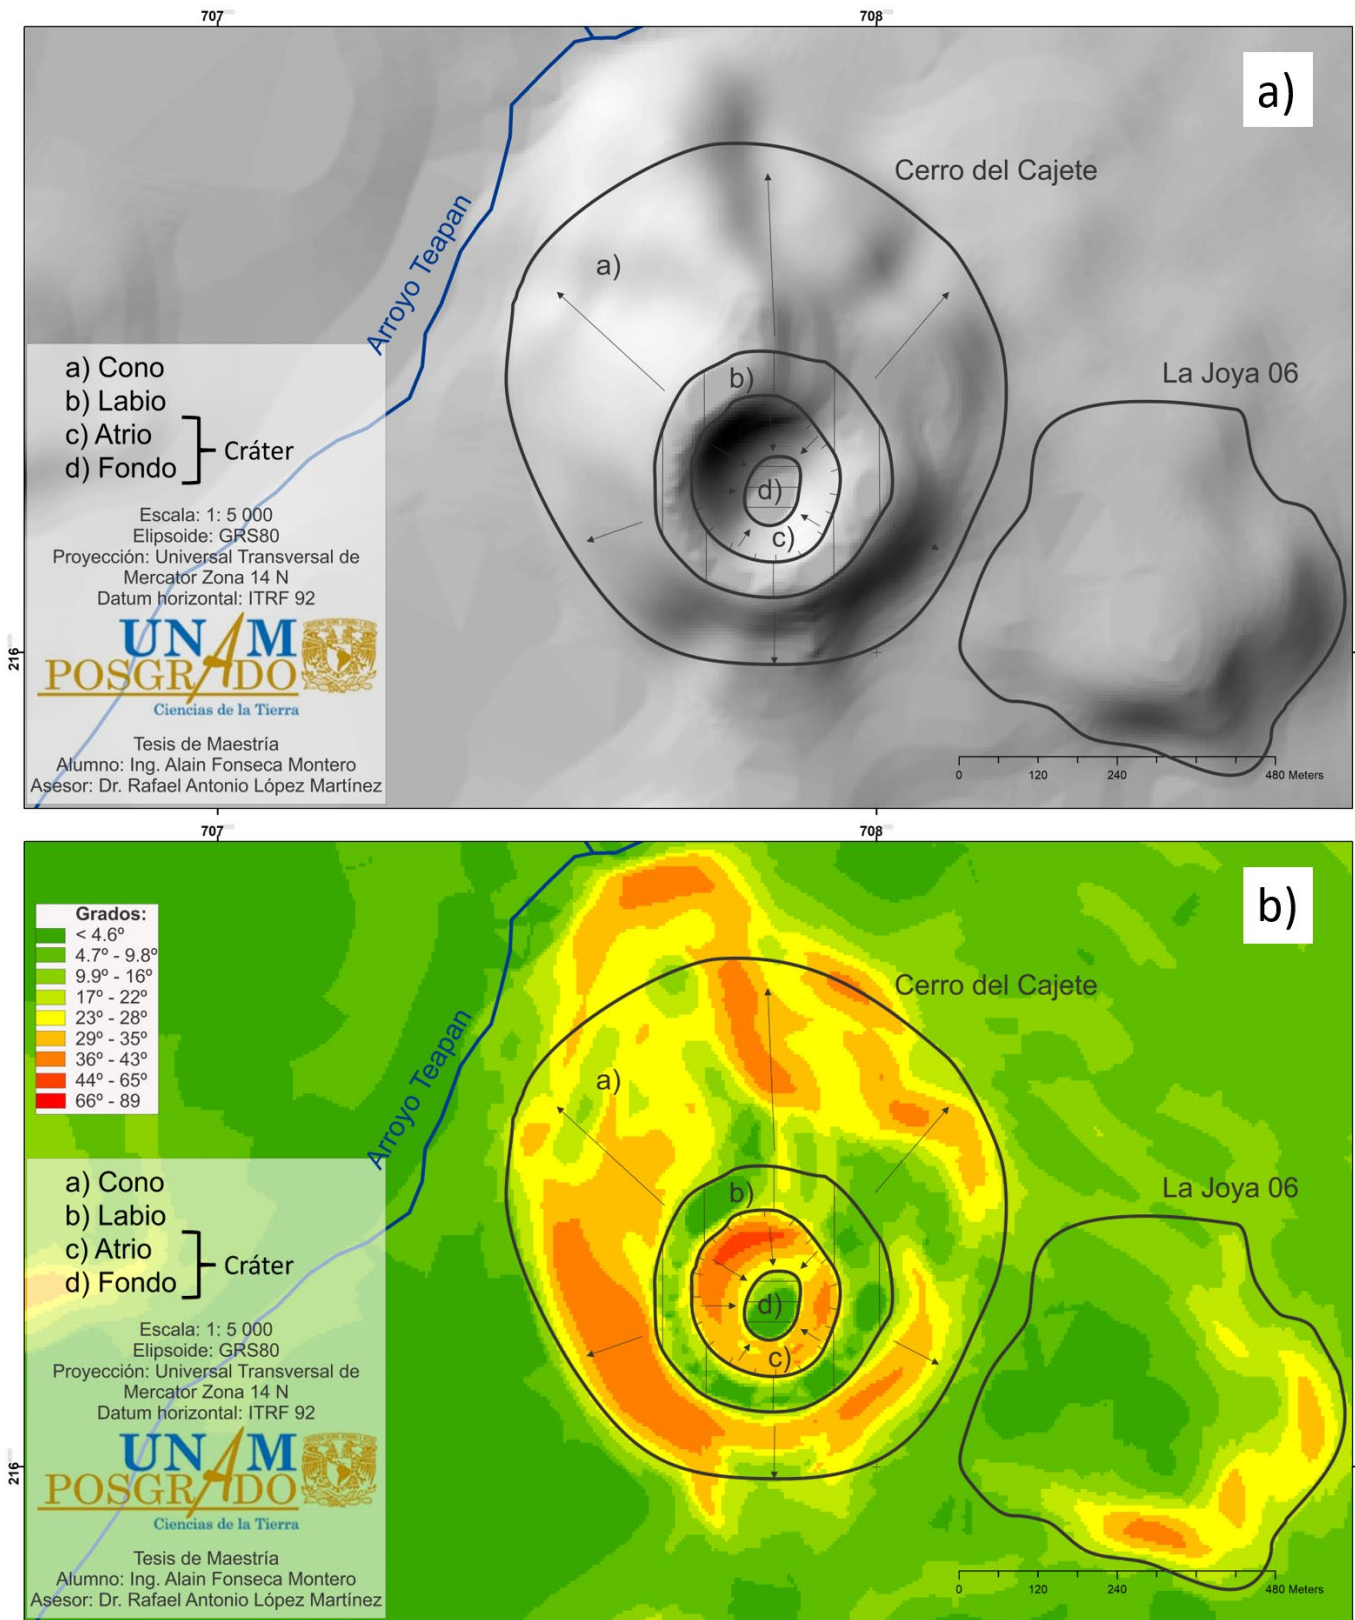 707000
708000
a)
Cerro del Cajete
Arroyo Teapan
a)
La Joya 06
b)
d)
c)
a) Cono
b) Labio
c) Atrio
d) Fondo
Cráter
Escala: 1: 5 000
Elipsoide: GRS80
Proyección: Universal Transversal de
Mercator Zona 14 N
Datum horizontal: ITRF 92
UNAM
POSGRADO
Ciencias de la Tierra
Tesis de Maestría
Alumno: Ing. Alain Fonseca Montero
Asesor: Dr. Rafael Antonio López Martínez
0 120 240 480 Meters
707000
708000
b)
Grados:
< 4.6º
4.7º - 9.8º
9.9º - 16º
17º - 22º
23º - 28º
29º - 35º
36º - 43º
44º - 65º
66º - 89
Cerro del Cajete
Arroyo Teapan
a)
La Joya 06
b)
d)
c)
a) Cono
b) Labio
c) Atrio
d) Fondo
Cráter
Escala: 1: 5 000
Elipsoide: GRS80
Proyección: Universal Transversal de
Mercator Zona 14 N
Datum horizontal: ITRF 92
UNAM
POSGRADO
Ciencias de la Tierra
Tesis de Maestría
Alumno: Ing. Alain Fonseca Montero
Asesor: Dr. Rafael Antonio López Martínez
0 120 240 480 Meters